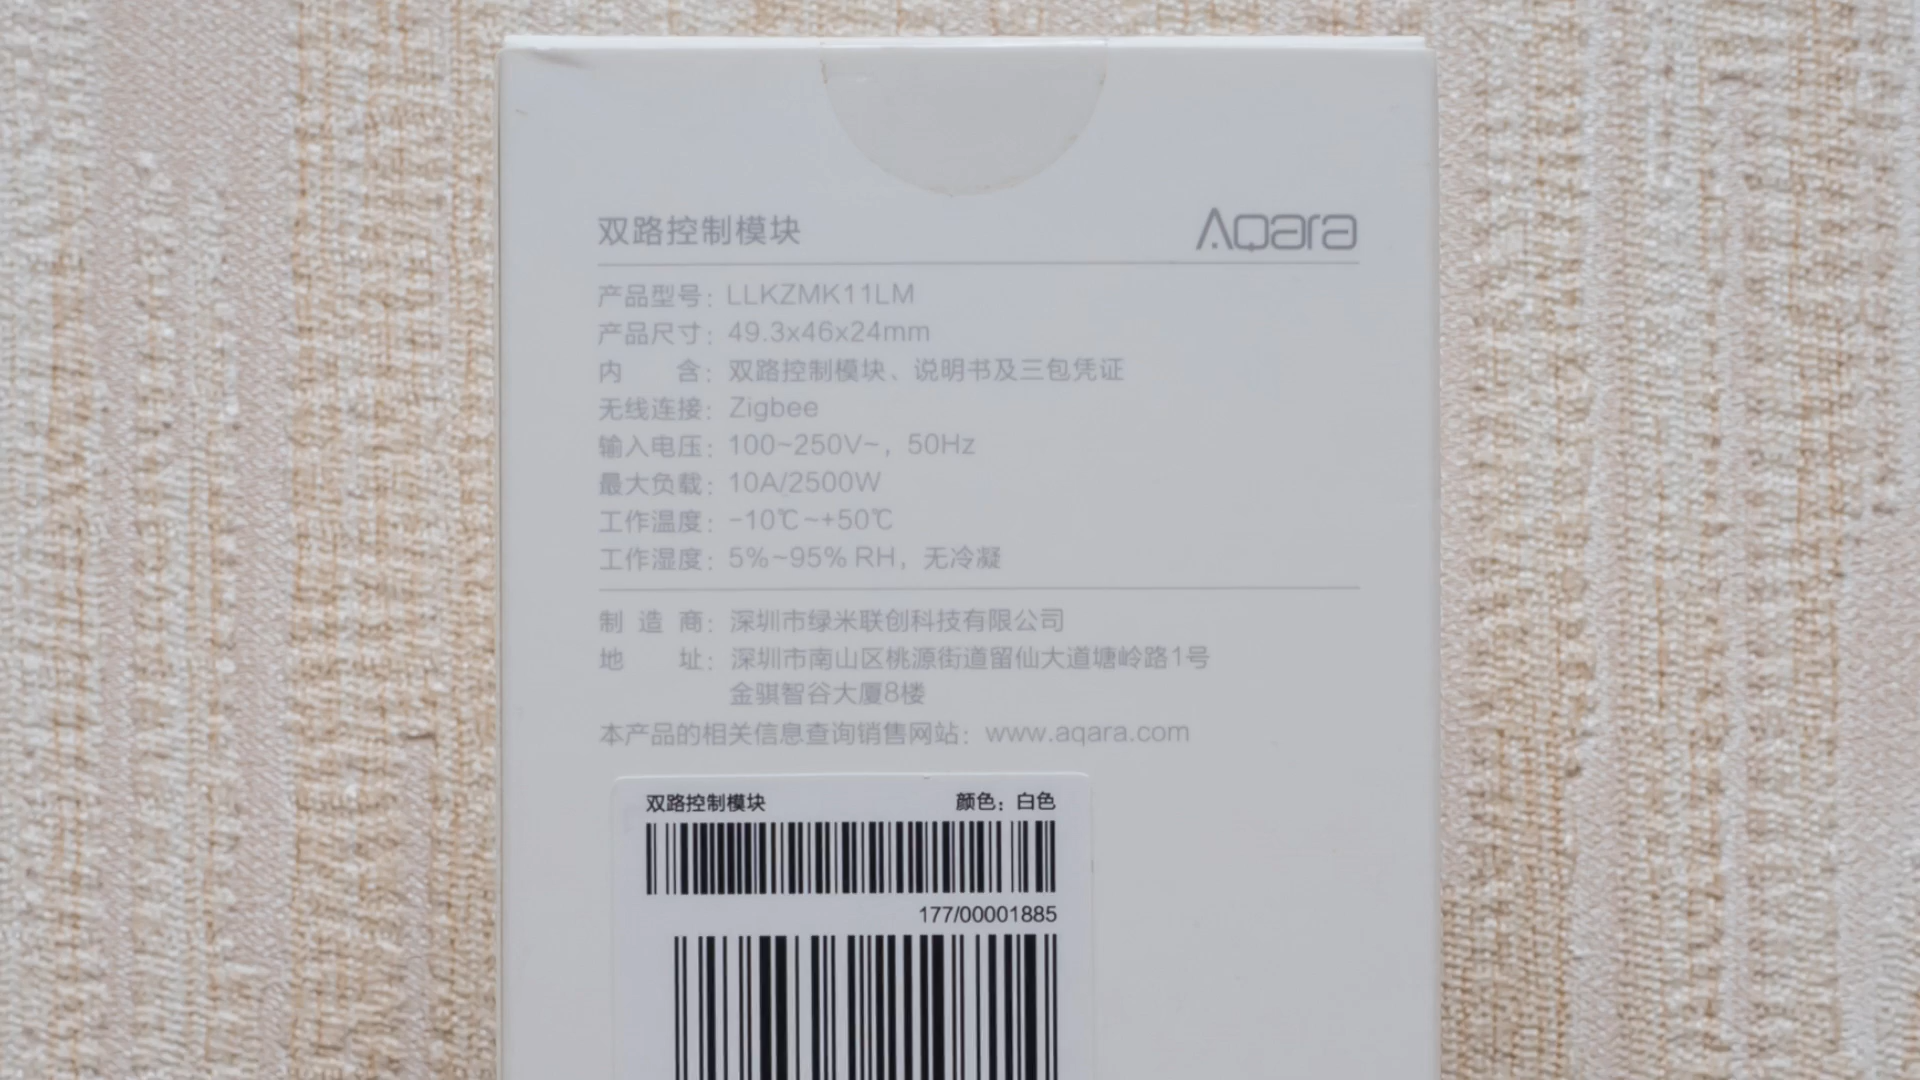 双路控制模块 Aqara
产品型号：LLKZMK11LM
产品尺寸：49.3x46x24mm
内 含：双路控制模块、说明书及三包凭证
无线连接：Zigbee
输入电压：100~250V~，50Hz
最大负载：10A/2500W
工作温度：-10℃~+50℃
工作湿度：5%~95% RH，无冷凝
制 造 商：深圳市绿米联创科技有限公司
地 址：深圳市南山区桃源街道留仙大道塘岭路1号
金骐智谷大厦8楼
本产品的相关信息查询销售网站：www.aqara.com
双路控制模块 颜色：白色
177/00001885